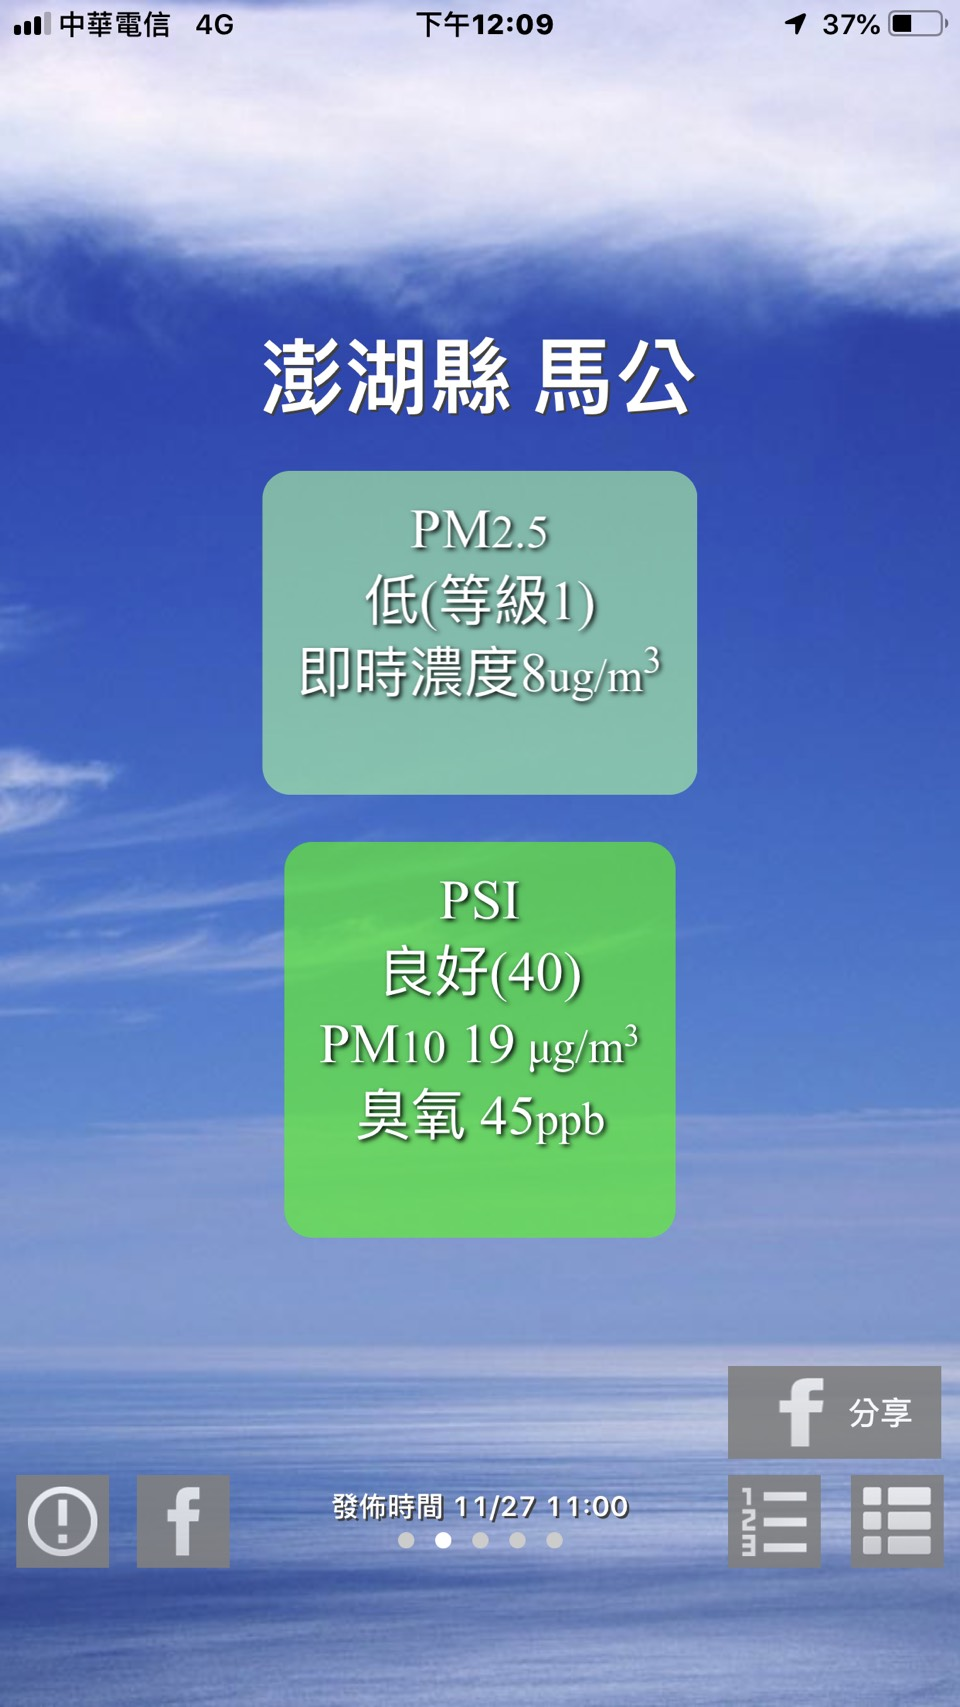 中華電信 4G 下午12:09 37%
澎湖縣 馬公
PM2.5
低(等級1)
即時濃度8ug/m³
PSI
良好(40)
PM10 19 μg/m³
臭氧 45ppb
分享
發佈時間 11/27 11:00